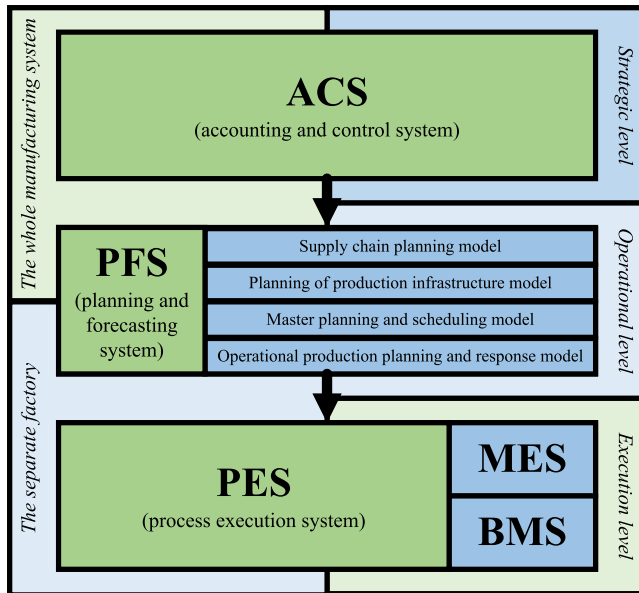 The whole manufacturing system
Strategic level
ACS
(accounting and control system)
Operational level
PFS
(planning and
forecasting
system)
Supply chain planning model
Planning of production infrastructure model
Master planning and scheduling model
Operational production planning and response model
The separate factory
Execution level
PES
(process execution system)
MES
BMS